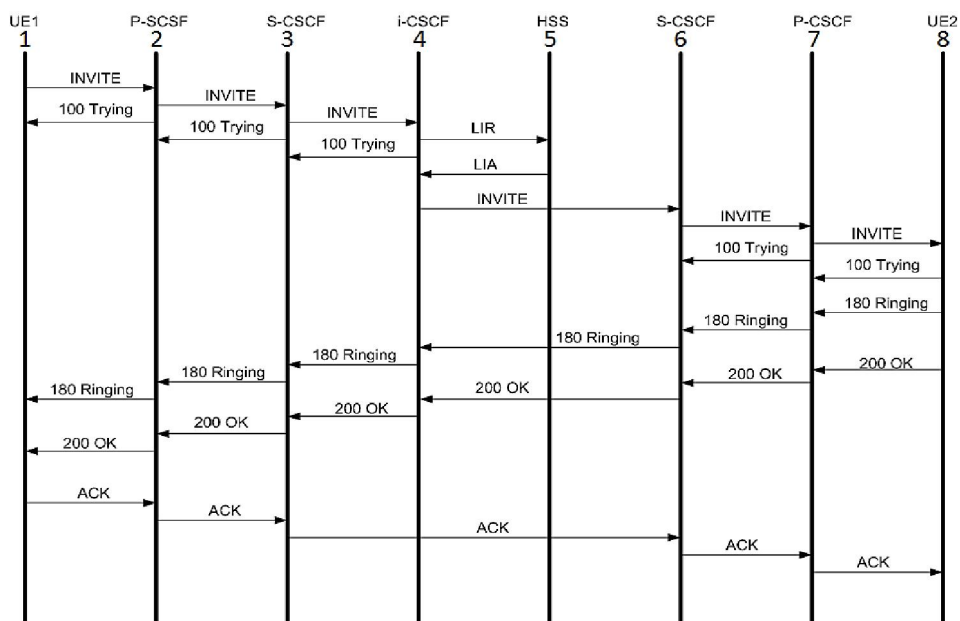 UE1 P-SCSF S-CSCF i-CSCF HSS S-CSCF P-CSCF UE2
1 2 3 4 5 6 7 8
INVITE
INVITE
100 Trying
INVITE
100 Trying
LIR
100 Trying
LIA
INVITE
INVITE
INVITE
100 Trying
100 Trying
180 Ringing
180 Ringing
180 Ringing
180 Ringing
200 OK
180 Ringing
200 OK
180 Ringing
200 OK
200 OK
200 OK
200 OK
ACK
ACK
ACK
ACK
ACK